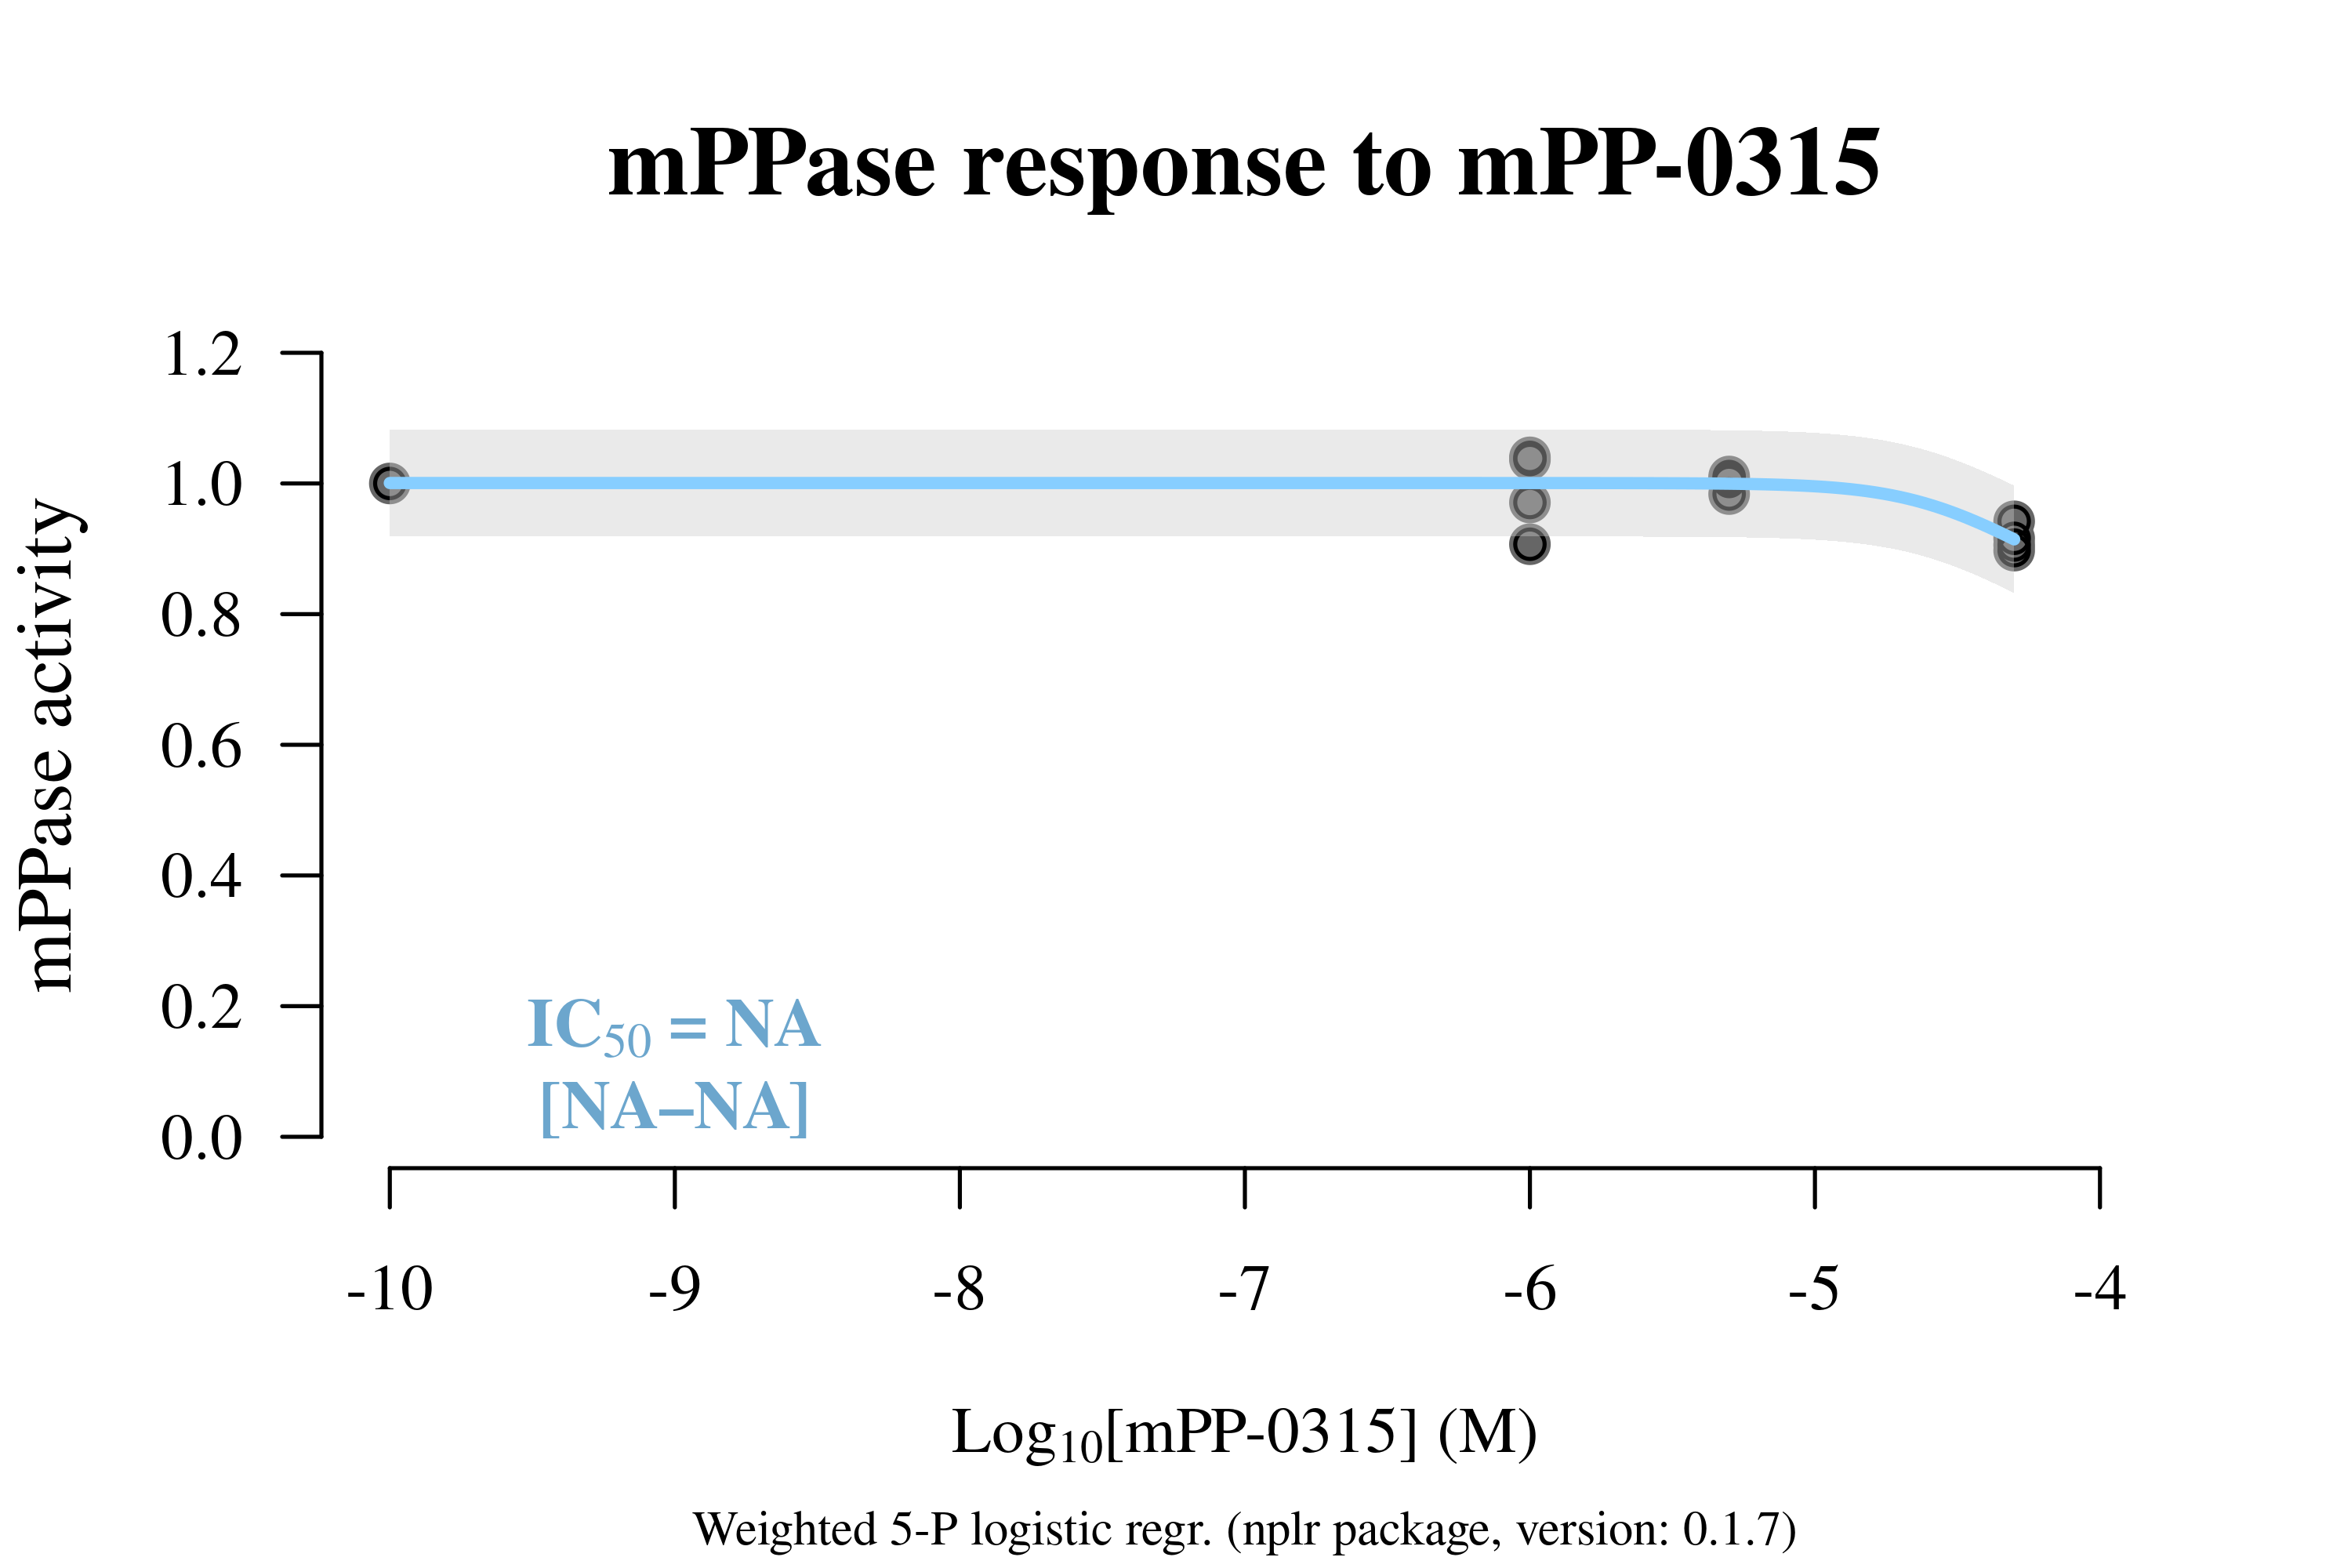 mPPase response to mPP-0315
mPPase activity
1.2
1.0
0.8
0.6
0.4
0.2
0.0
IC50 = NA
[NA–NA]
-10 -9 -8 -7 -6 -5 -4
Log10[mPP-0315] (M)
Weighted 5-P logistic regr. (nplr package, version: 0.1.7)